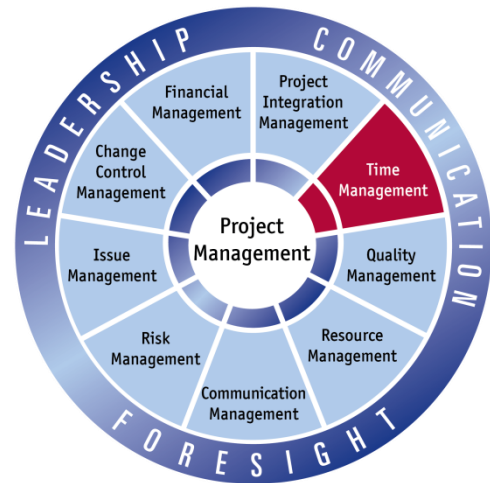 LEADERSHIP
COMMUNICATION
FORESIGHT
Project
Management
Project
Integration
Management
Time
Management
Quality
Management
Resource
Management
Communication
Management
Risk
Management
Issue
Management
Change
Control
Management
Financial
Management